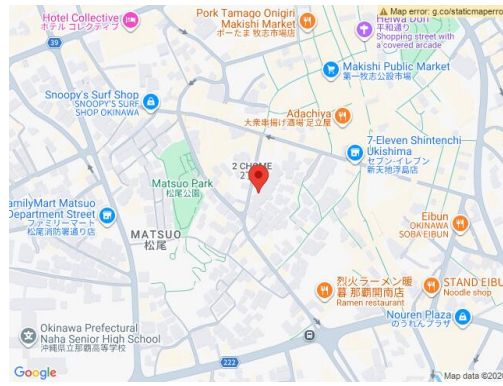 Map error: g.co/staticmaperro
Hotel Collective
ホテル コレクティブ
Pork Tamago Onigiri
Makishi Market
ポーたま 牧志市場店
Heiwa Dori
平和通り
Shopping street with
a covered arcade
39
Makishi Public Market
第一牧志公設市場
Snoopy's Surf Shop
SNOOPY'S SURF
SHOP OKINAWA
Adachiya
大衆串揚げ酒場 足立屋
7-Eleven Shintenchi
Ukishima
セブン-イレブン
新天地浮島店
2 CHOME
Matsuo Park
松尾公園
FamilyMart Matsuo
Department Street
ファミリーマート
松尾消防署通り店
MATSUO
松尾
Eibun
OKINAWA
SOBA EIBUN
烈火ラーメン暖
暮 那覇開南店
Ramen restaurant
STAND EIBU
Noodle shop
Nouren Plaza
のうれんプラザ
Okinawa Prefectural
Naha Senior High School
沖縄県立那覇高等学校
222
Google
Map data ©202